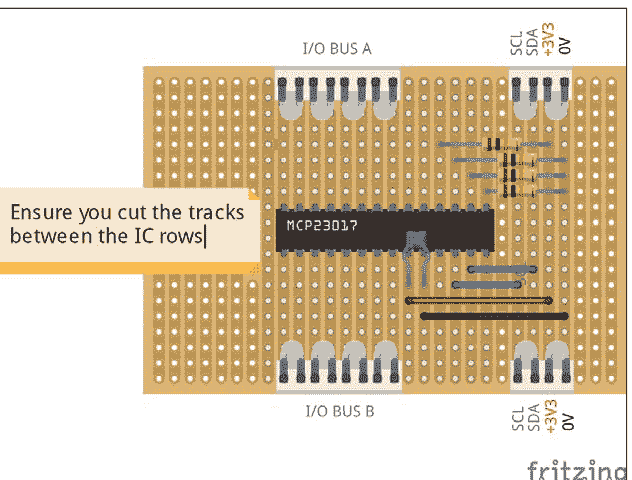 I/O BUS A
SCL
SDA
+3V3
0V
Ensure you cut the tracks
between the IC rows
MCP23017
I/O BUS B
SCL
SDA
+3V3
0V
fritzing